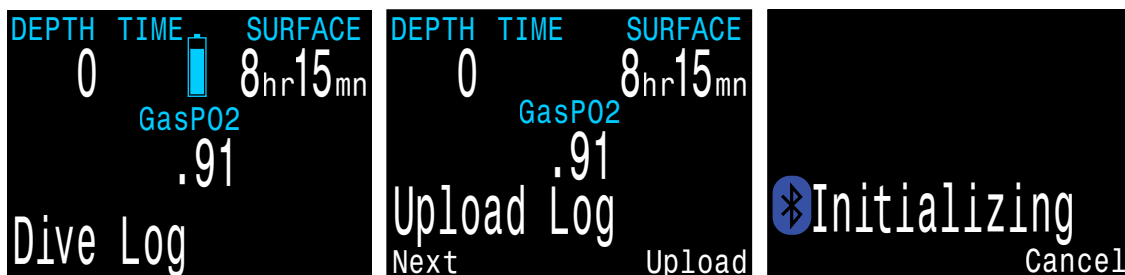 DEPTH TIME SURFACE
0 8hr15mn
GasPO2
.91
Dive Log
DEPTH TIME SURFACE
0 8hr15mn
GasPO2
.91
Upload Log
Next Upload
Initializing
Cancel